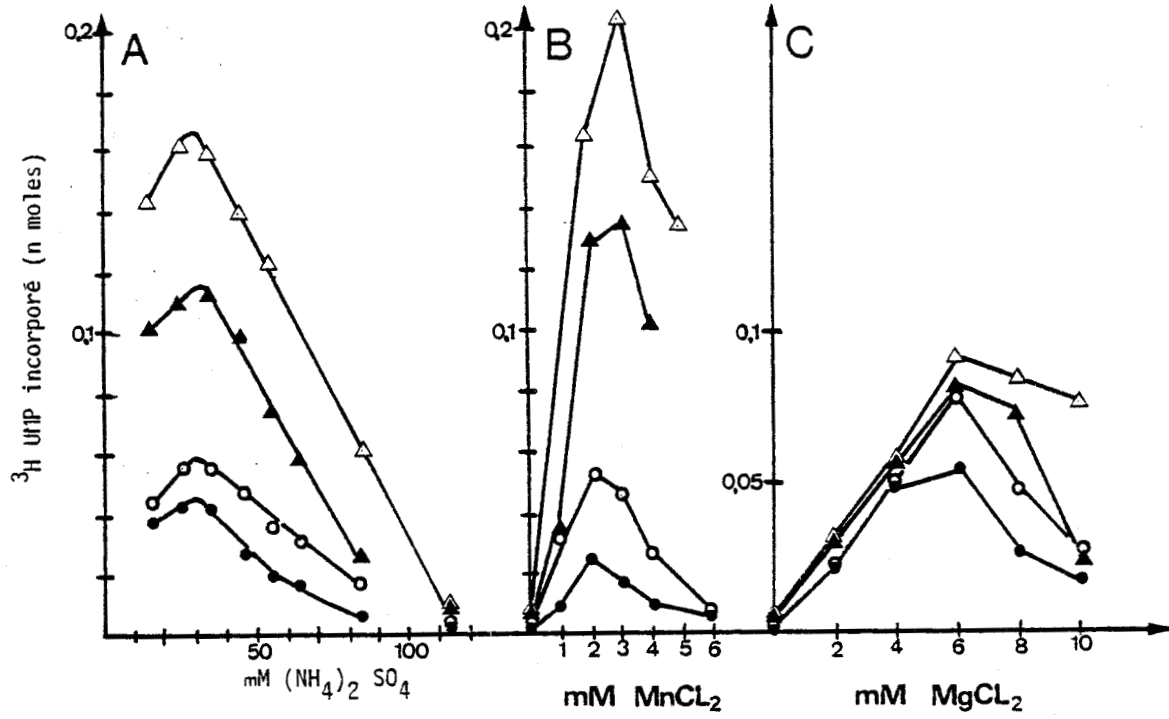 A
B
C
0,2
0,1
³H UMP incorporé (n moles)
50
100
mM (NH₄)₂ SO₄
0,2
0,1
1 2 3 4 5 6
mM MnCL₂
0,1
0,05
2 4 6 8 10
mM MgCL₂